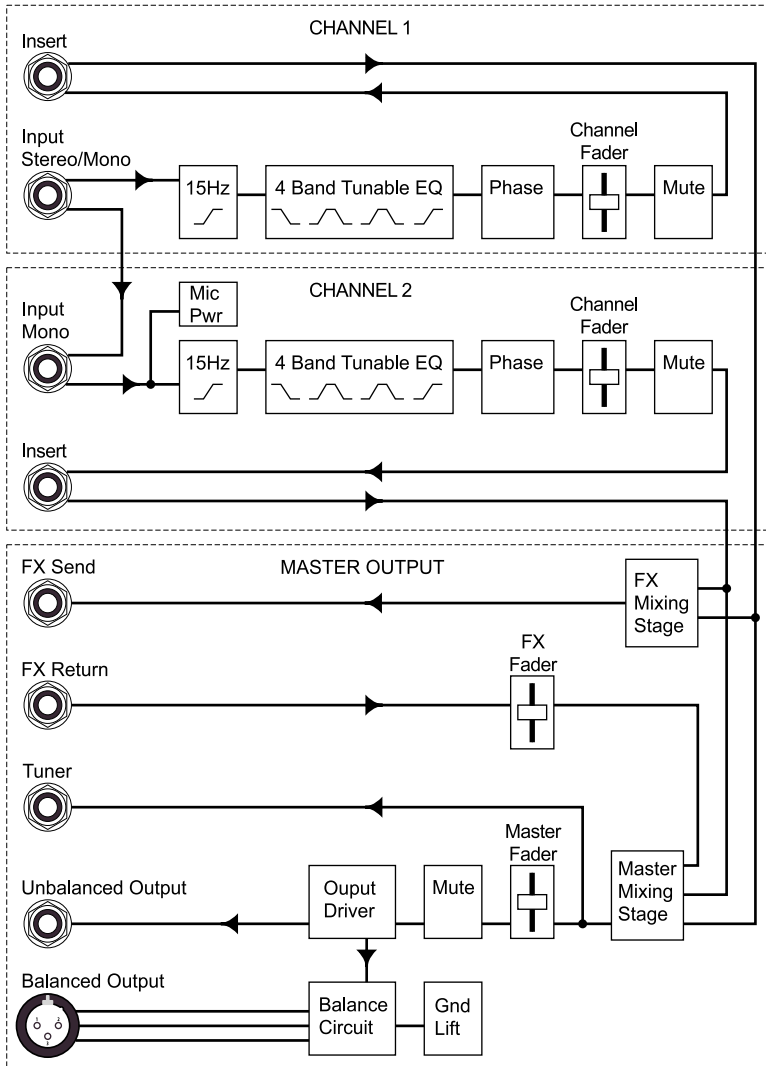 CHANNEL 1
Insert
Input
Stereo/Mono
15Hz
4 Band Tunable EQ
Phase
Channel
Fader
Mute
CHANNEL 2
Input
Mono
Mic
Pwr
15Hz
4 Band Tunable EQ
Phase
Channel
Fader
Mute
Insert
MASTER OUTPUT
FX Send
FX
Mixing
Stage
FX Return
FX
Fader
Tuner
Master
Fader
Master
Mixing
Stage
Unbalanced Output
Ouput
Driver
Mute
Balanced Output
1
2
3
Balance
Circuit
Gnd
Lift